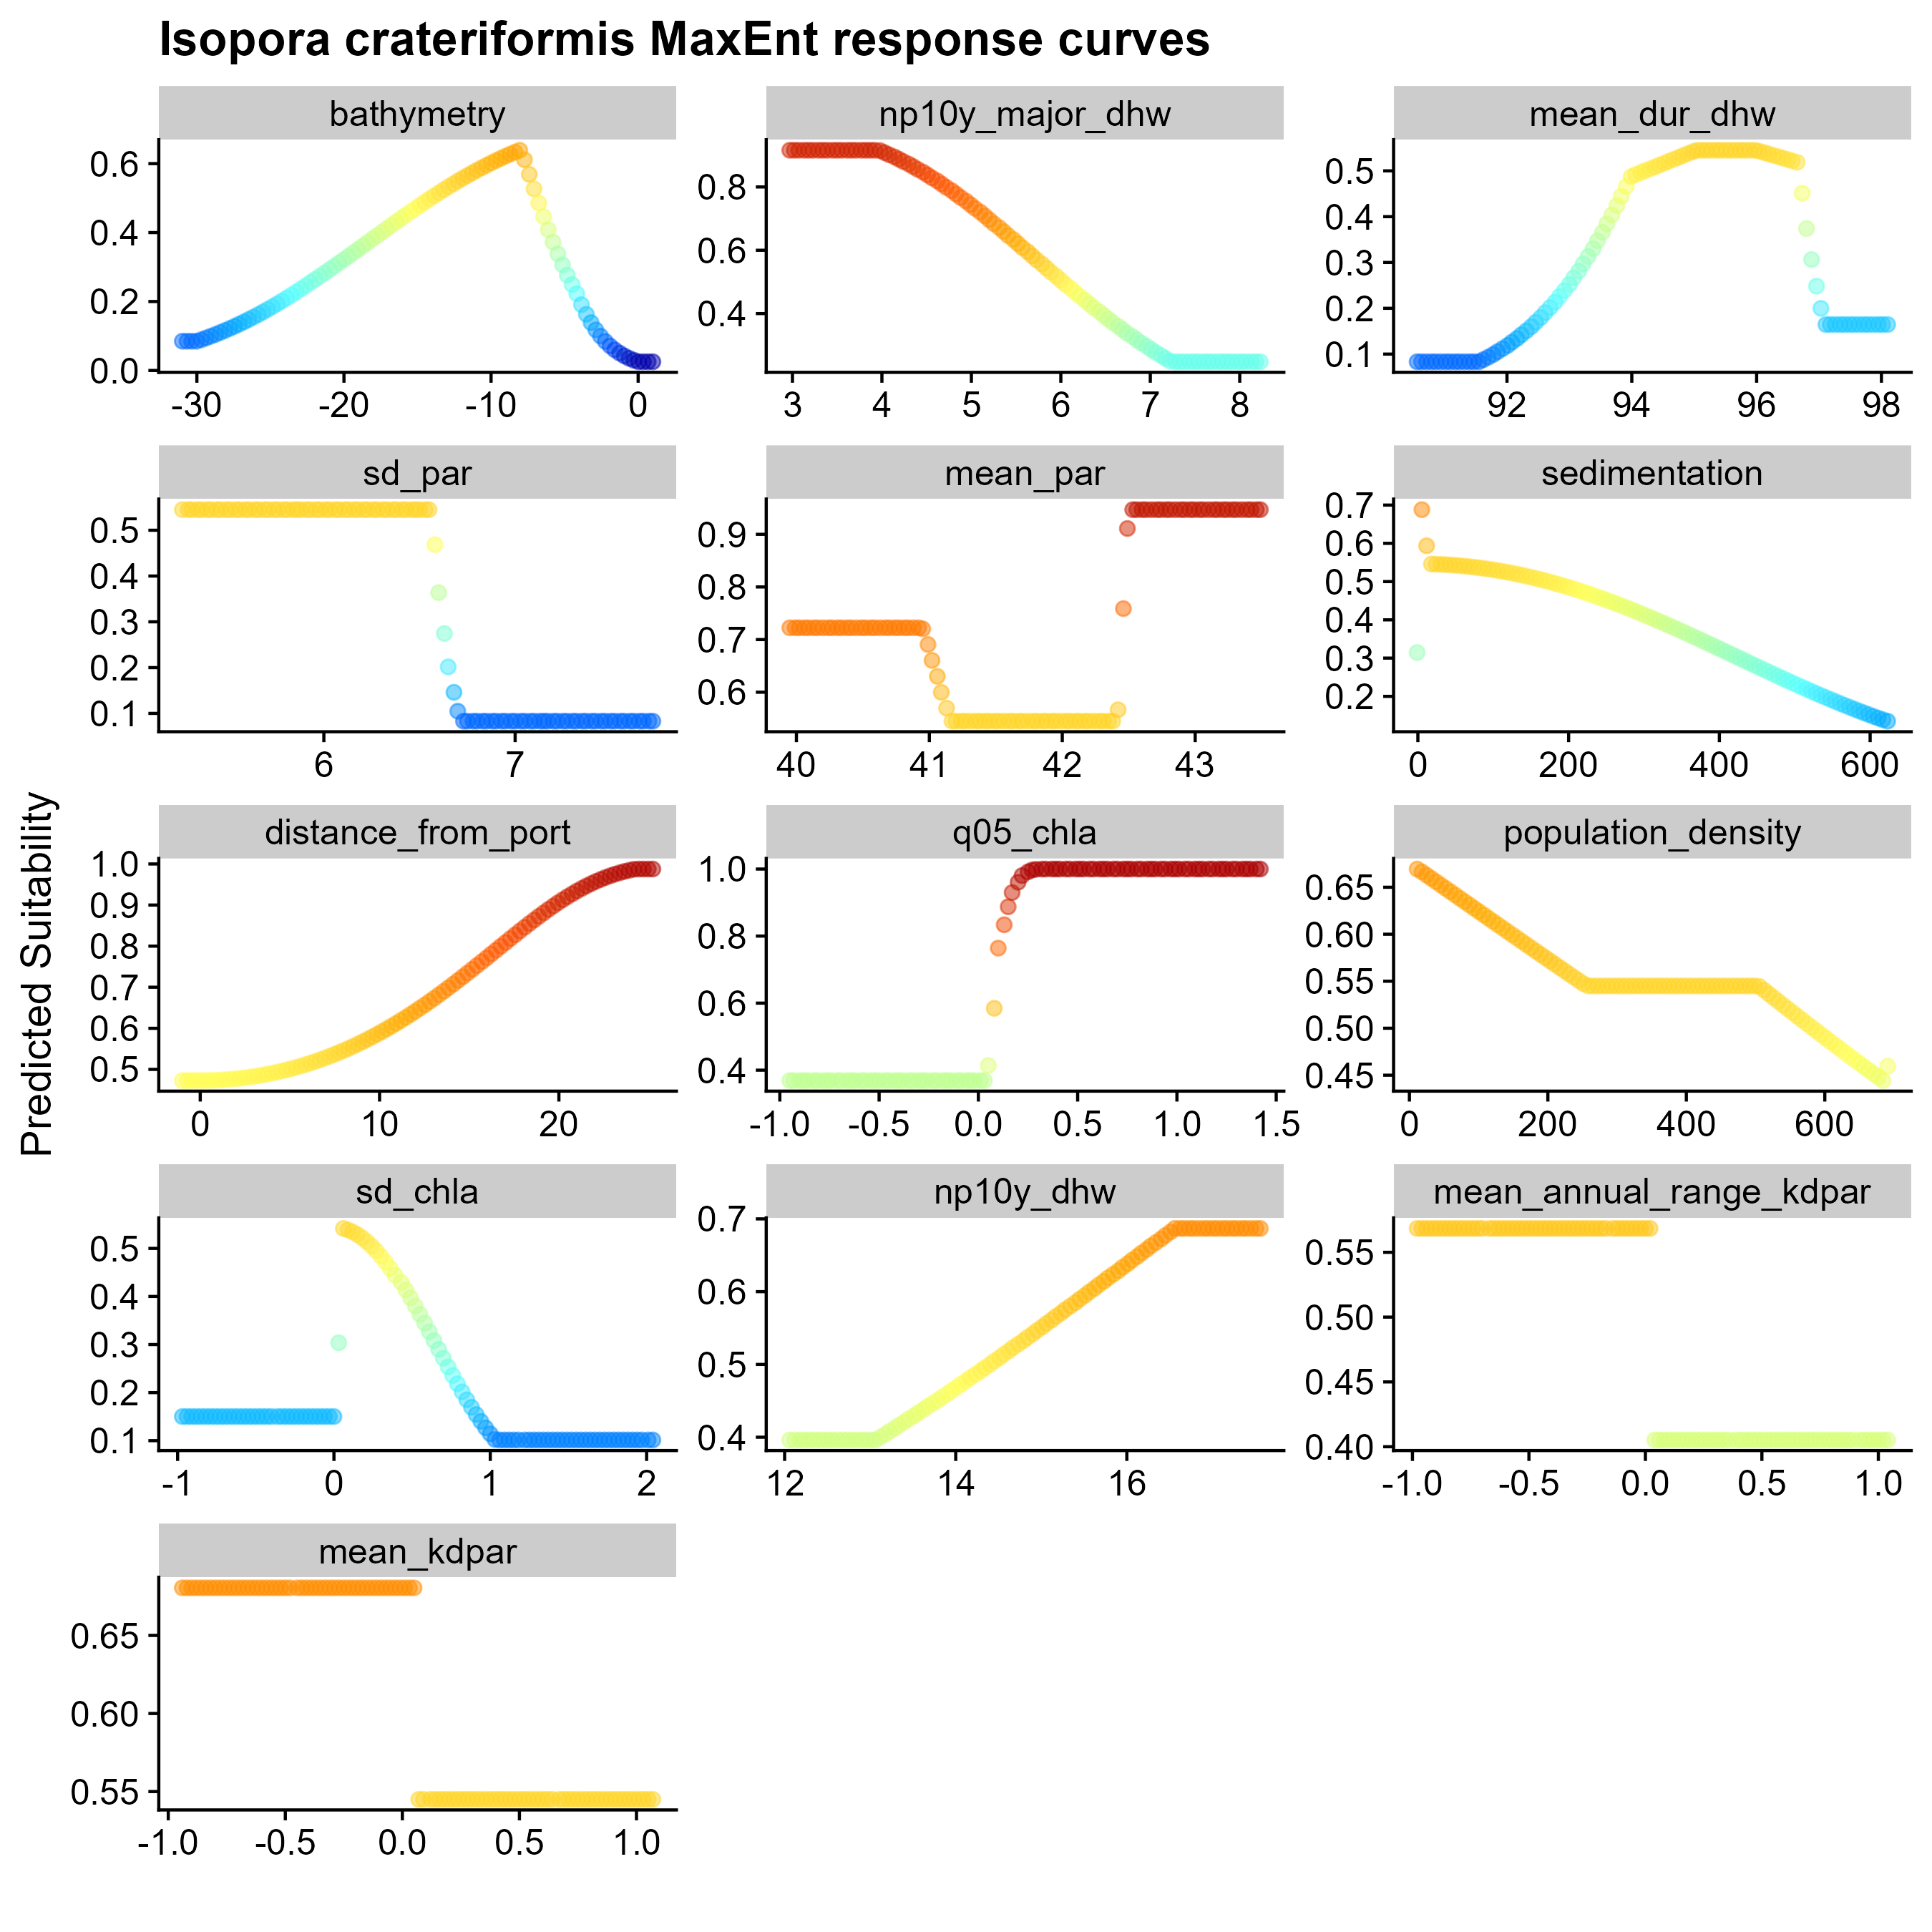 Isopora crateriformis MaxEnt response curves
Predicted Suitability
bathymetry
0.6
0.4
0.2
0.0
-30 -20 -10 0
np10y_major_dhw
0.8
0.6
0.4
3 4 5 6 7 8
mean_dur_dhw
0.5
0.4
0.3
0.2
0.1
92 94 96 98
sd_par
0.5
0.4
0.3
0.2
0.1
6 7
mean_par
0.9
0.8
0.7
0.6
40 41 42 43
sedimentation
0.7
0.6
0.5
0.4
0.3
0.2
0 200 400 600
distance_from_port
1.0
0.9
0.8
0.7
0.6
0.5
0 10 20
q05_chla
1.0
0.8
0.6
0.4
-1.0 -0.5 0.0 0.5 1.0 1.5
population_density
0.65
0.60
0.55
0.50
0.45
0 200 400 600
sd_chla
0.5
0.4
0.3
0.2
0.1
-1 0 1 2
np10y_dhw
0.7
0.6
0.5
0.4
12 14 16
mean_annual_range_kdpar
0.55
0.50
0.45
0.40
-1.0 -0.5 0.0 0.5 1.0
mean_kdpar
0.65
0.60
0.55
-1.0 -0.5 0.0 0.5 1.0